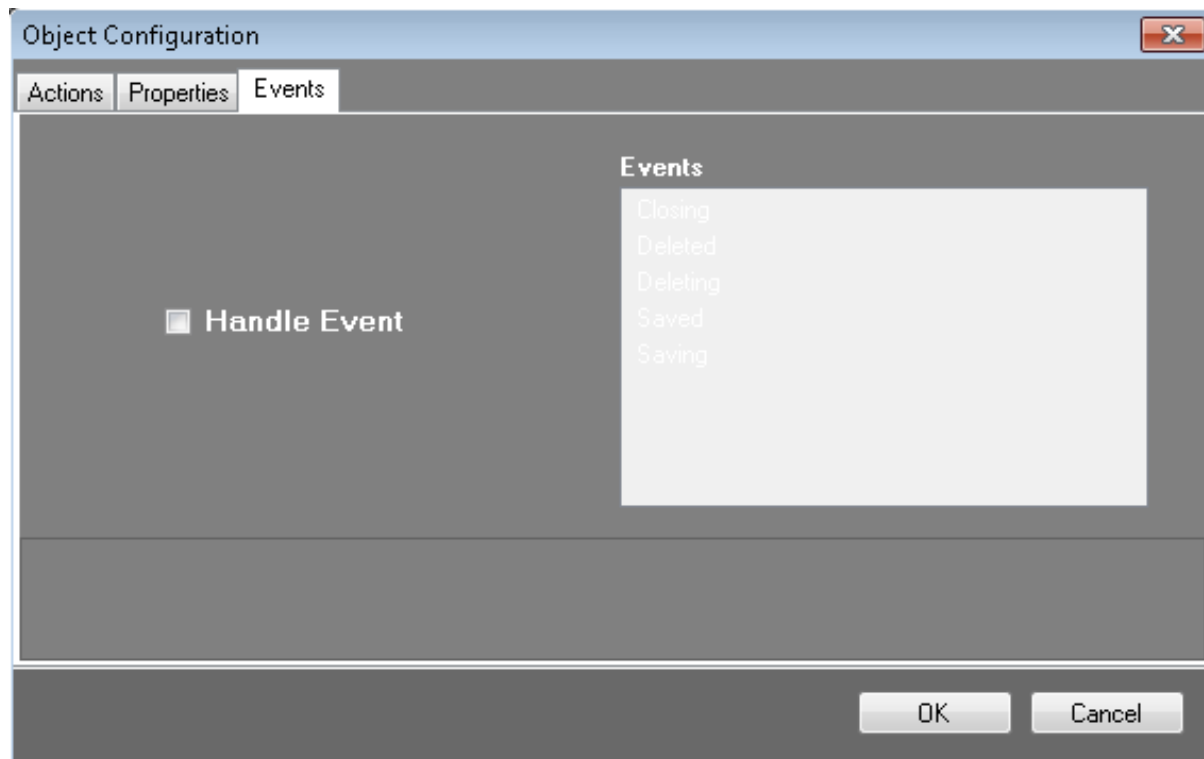 Object Configuration
Actions Properties Events
Events
Closing
Deleted
Deleting
Saved
Saving
Handle Event
OK Cancel